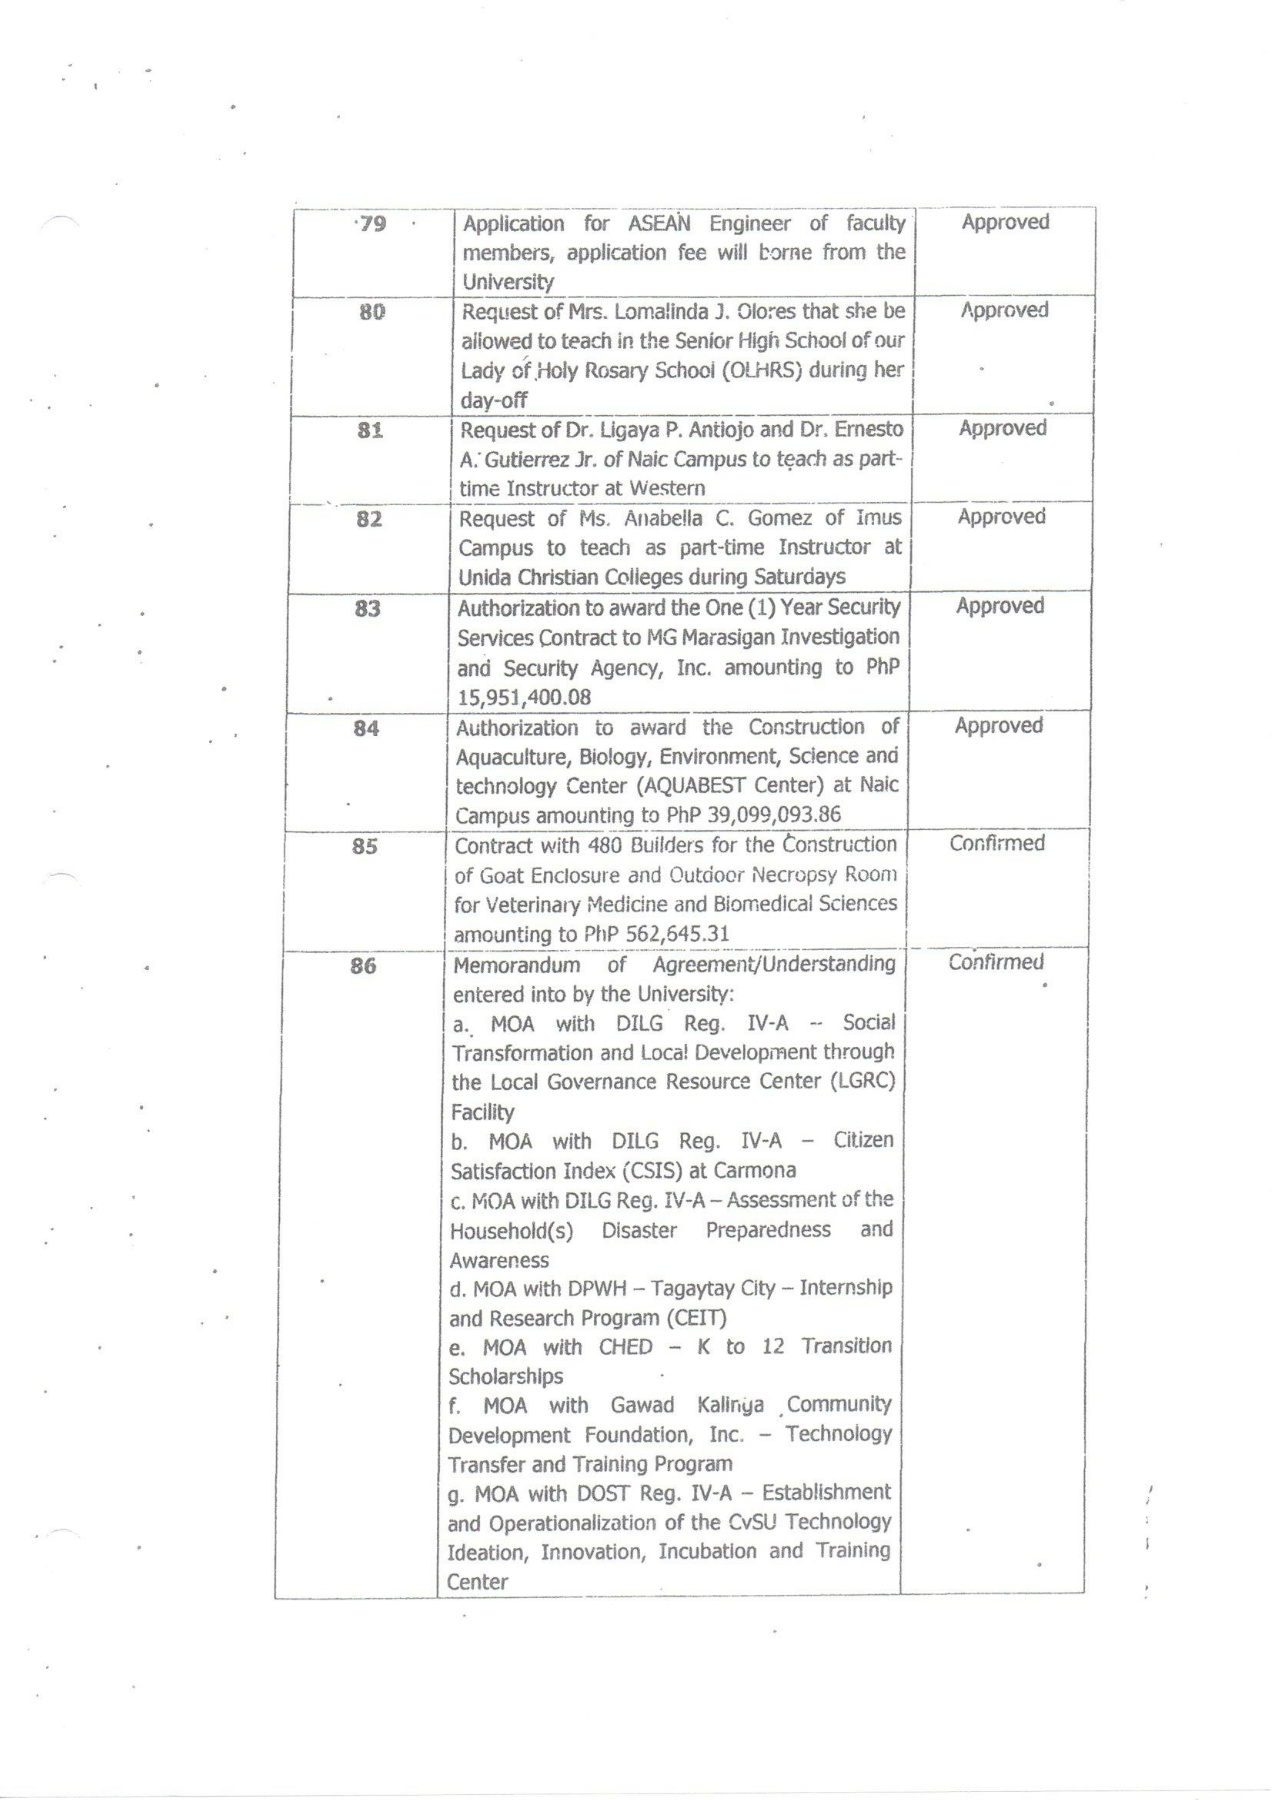 79 Application for ASEAN Engineer of faculty Approved
members, application fee will borne from the
University
80 Request of Mrs. Lomalinda J. Olores that she be Approved
allowed to teach in the Senior High School of our
Lady of Holy Rosary School (OLHRS) during her
day-off
81 Request of Dr. Ligaya P. Antiojo and Dr. Ernesto Approved
A. Gutierrez Jr. of Naic Campus to teach as part-
time Instructor at Western
82 Request of Ms. Anabella C. Gomez of Imus Approved
Campus to teach as part-time Instructor at
Unida Christian Colleges during Saturdays
83 Authorization to award the One (1) Year Security Approved
Services Contract to MG Marasigan Investigation
and Security Agency, Inc. amounting to PhP
15,951,400.08
84 Authorization to award the Construction of Approved
Aquaculture, Biology, Environment, Science and
technology Center (AQUABEST Center) at Naic
Campus amounting to PhP 39,099,093.86
85 Contract with 480 Builders for the Construction Confirmed
of Goat Enclosure and Outdoor Necropsy Room
for Veterinary Medicine and Biomedical Sciences
amounting to PhP 562,645.31
86 Memorandum of Agreement/Understanding Confirmed
entered into by the University:
a. MOA with DILG Reg. IV-A – Social
Transformation and Local Development through
the Local Governance Resource Center (LGRC)
Facility
b. MOA with DILG Reg. IV-A – Citizen
Satisfaction Index (CSIS) at Carmona
c. MOA with DILG Reg. IV-A – Assessment of the
Household(s) Disaster Preparedness and
Awareness
d. MOA with DPWH – Tagaytay City – Internship
and Research Program (CEIT)
e. MOA with CHED – K to 12 Transition
Scholarships
f. MOA with Gawad Kalinga Community
Development Foundation, Inc. – Technology
Transfer and Training Program
g. MOA with DOST Reg. IV-A – Establishment
and Operationalization of the CvSU Technology
Ideation, Innovation, Incubation and Training
Center